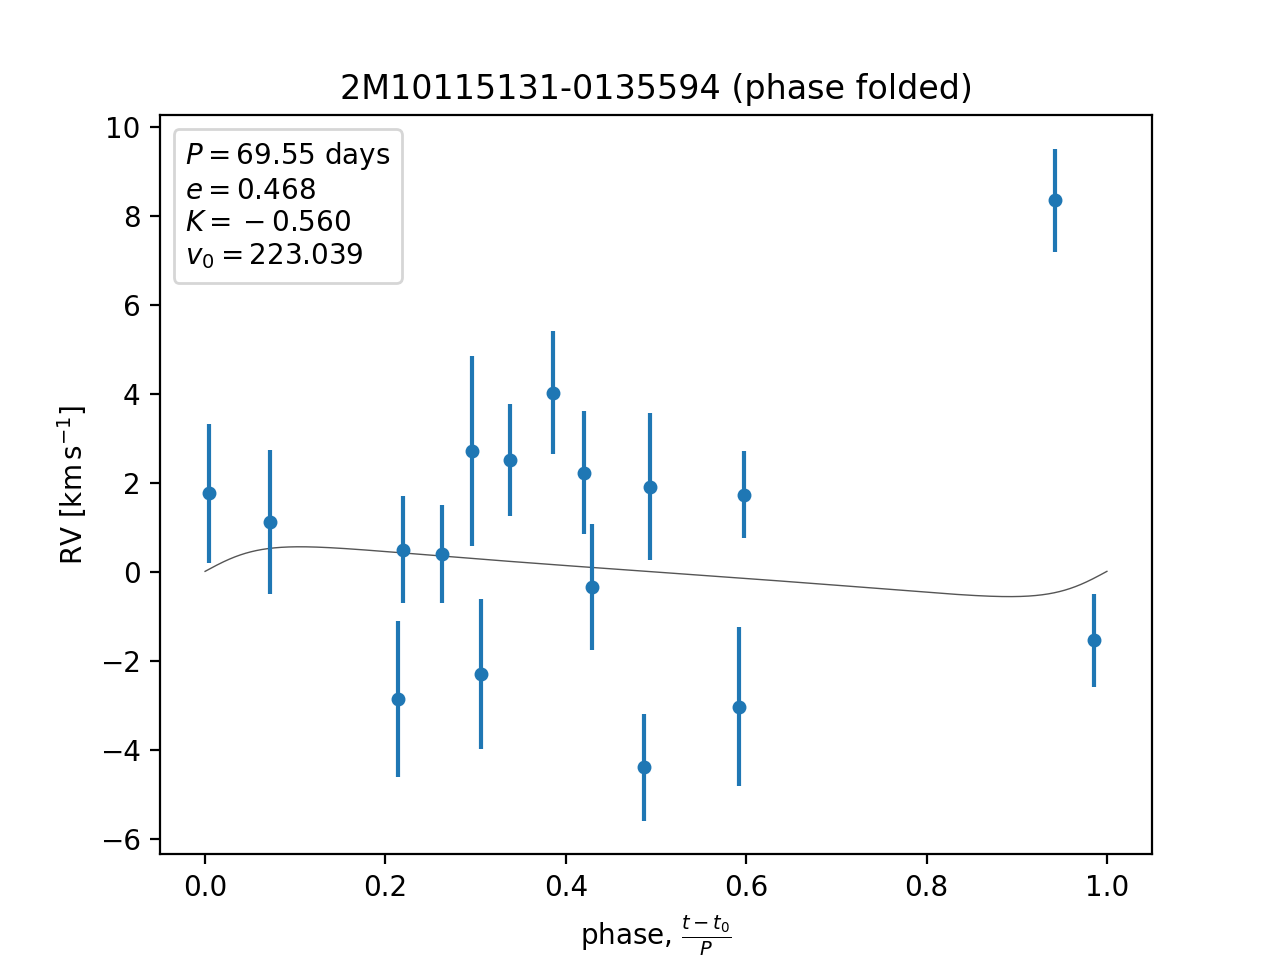 2M10115131-0135594 (phase folded)
P = 69.55 days
e = 0.468
K = −0.560
v₀ = 223.039
10
8
6
4
2
0
−2
−4
−6
RV [km s⁻¹]
0.0 0.2 0.4 0.6 0.8 1.0
phase, (t − t₀)/P